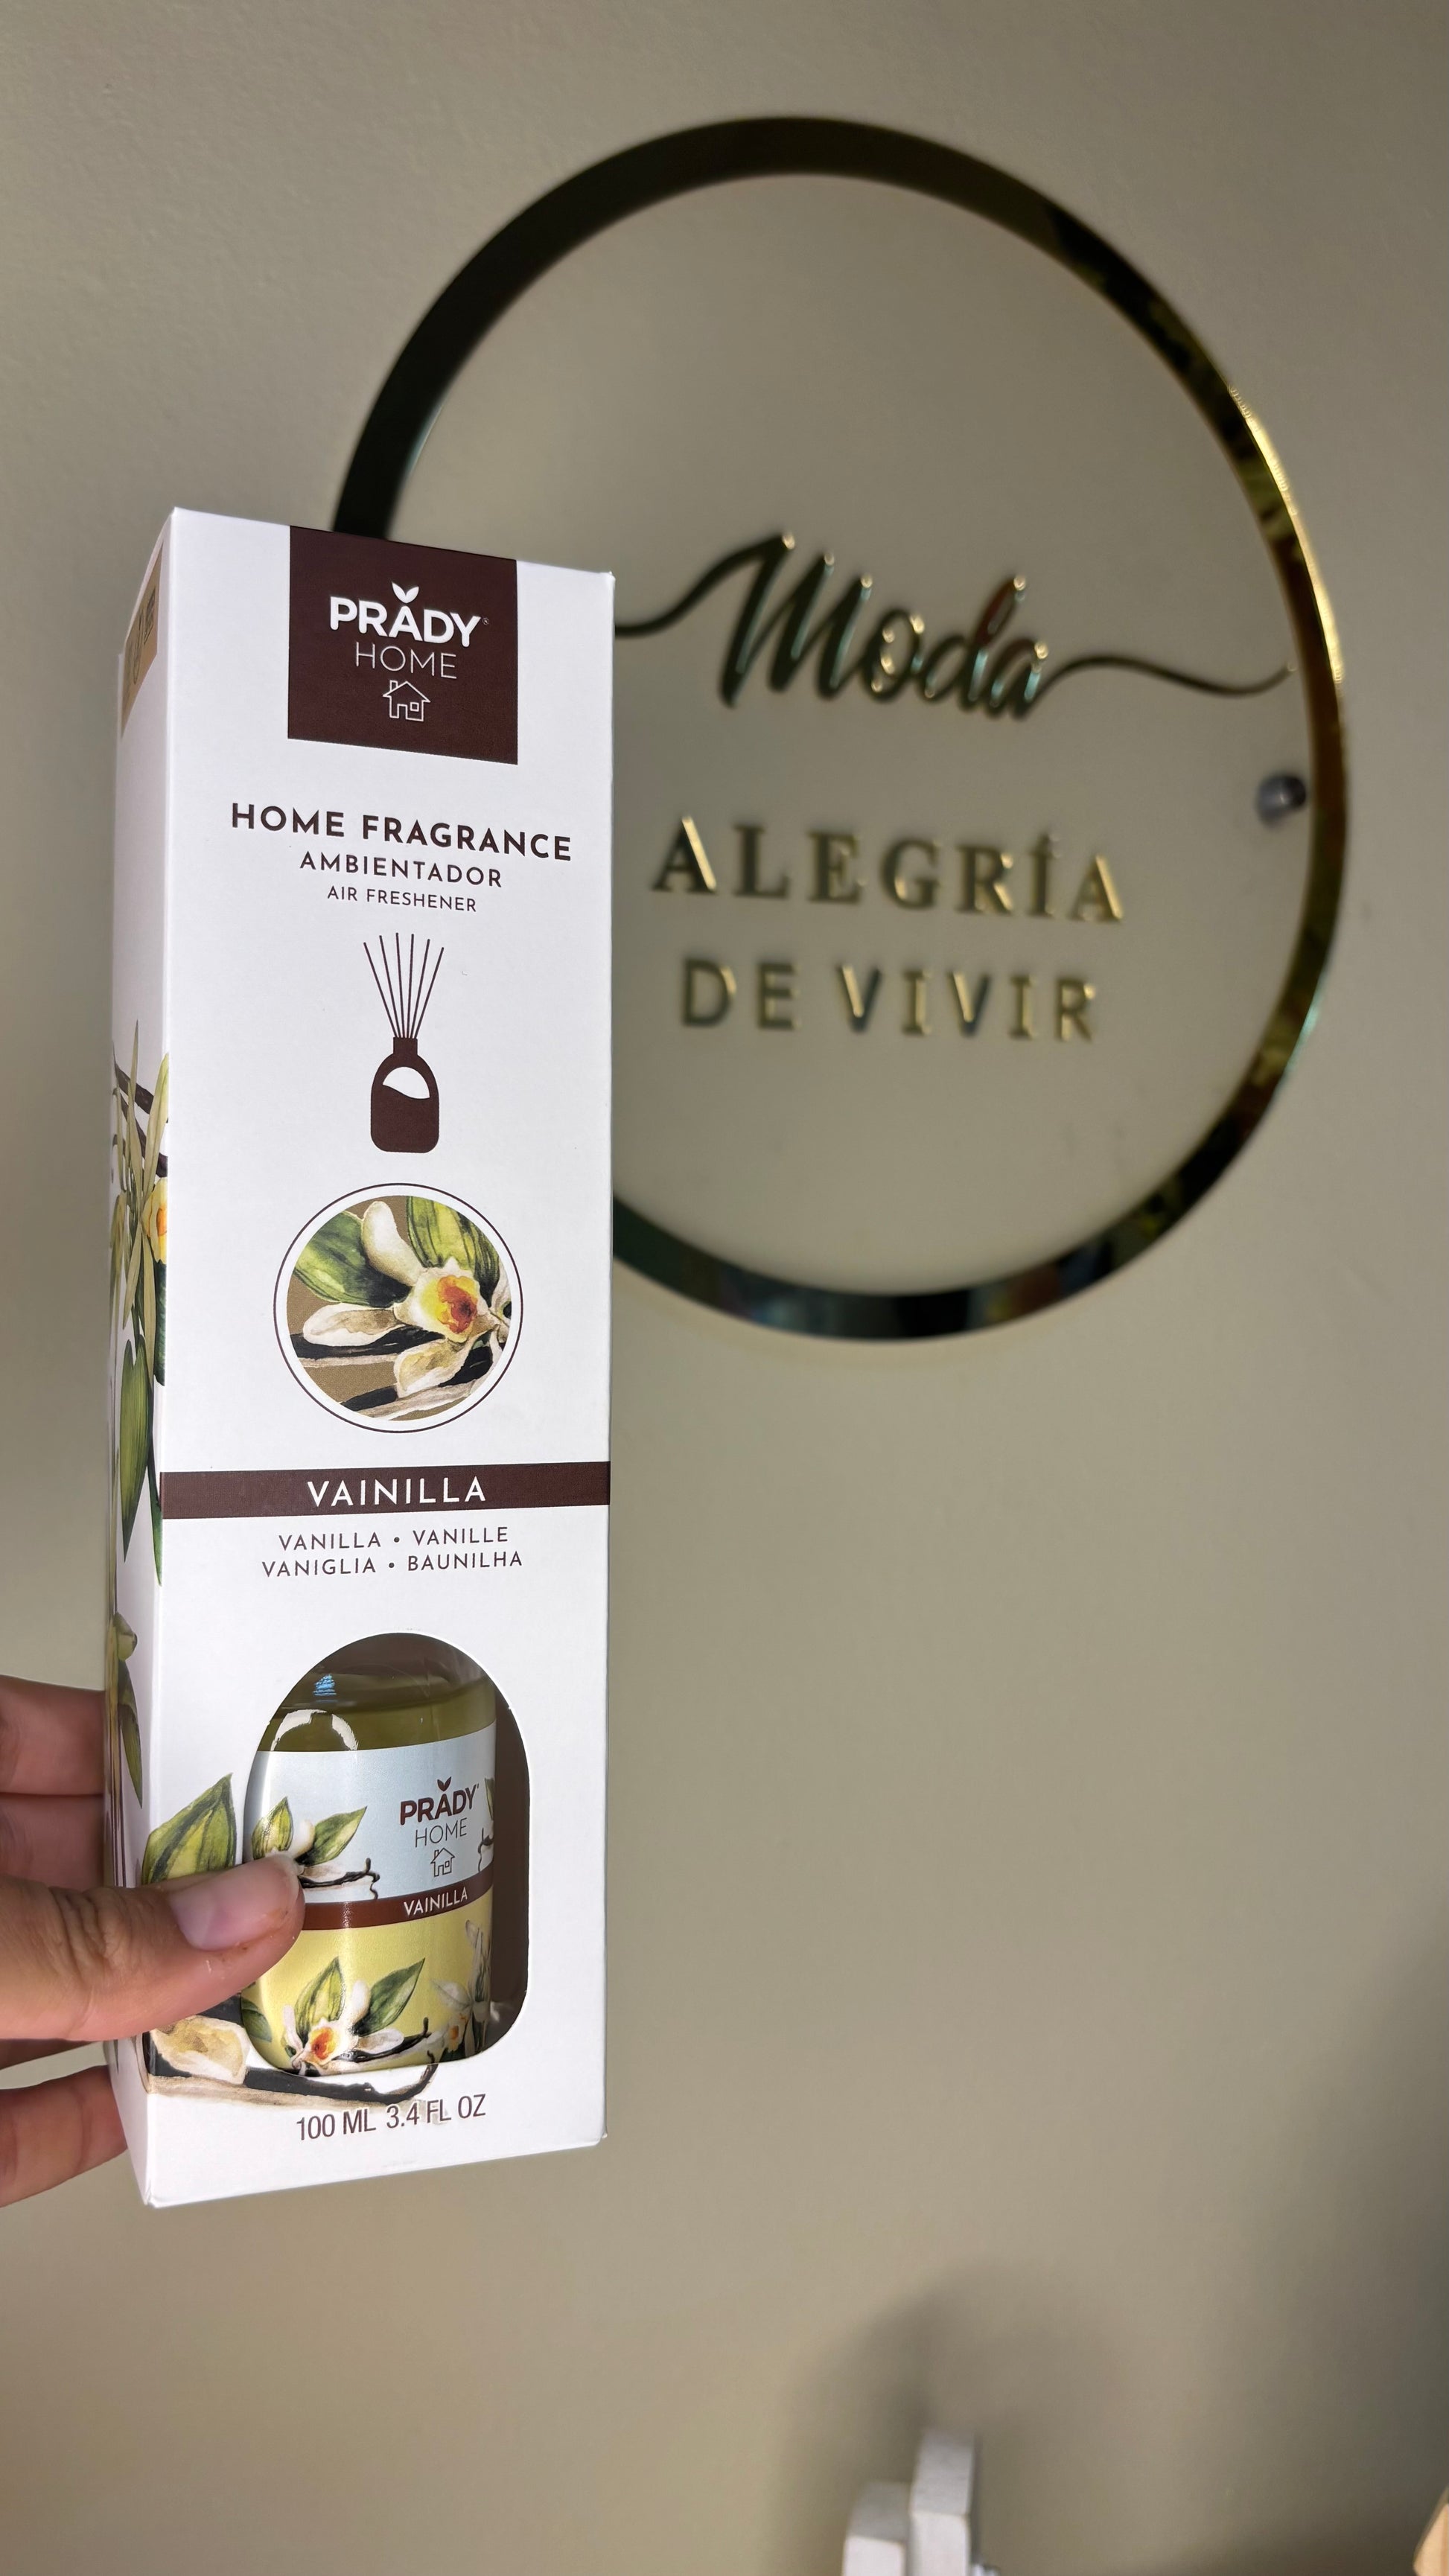 PRADY
HOME
HOME FRAGRANCE
AMBIENTADOR
AIR FRESHENER
VAINILLA
VANILLA • VANILLE
VANIGLIA • BAUNILHA
PRADY
HOME
VAINILLA
100 ML 3.4 FL OZ
Moda
ALEGRÍA
DE VIVIR